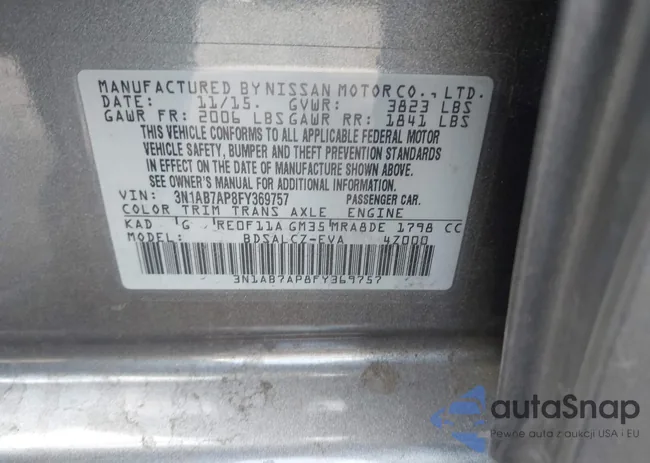 MANUFACTURED BY NISSAN MOTOR CO., LTD.
DATE: 11/15. GVWR: 3823 LBS
GAWR FR: 2006 LBS GAWR RR: 1841 LBS
THIS VEHICLE CONFORMS TO ALL APPLICABLE FEDERAL MOTOR
VEHICLE SAFETY, BUMPER AND THEFT PREVENTION STANDARDS
IN EFFECT ON THE DATE OF MANUFACTURE SHOWN ABOVE.
SEE OWNER'S MANUAL FOR ADDITIONAL INFORMATION.
VIN: 3N1AB7AP8FY369757 PASSENGER CAR.
COLOR TRIM TRANS AXLE ENGINE
KAD G RE0F11A GM35 MRA8DE 1798 CC
MODEL: BDSALCZ-EVA 47000
3N1AB7AP8FY369757
autaSnap
Pewne auta z aukcji USA i EU